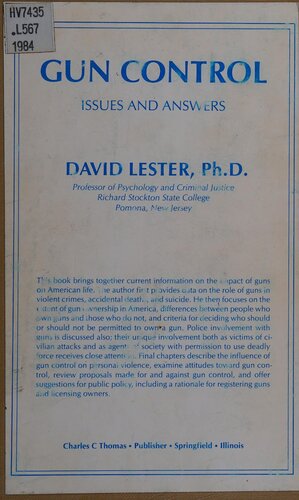 HV7435
.L567
1984
GUN CONTROL
ISSUES AND ANSWERS
DAVID LESTER, Ph.D.
Professor of Psychology and Criminal Justice
Richard Stockton State College
Pomona, New Jersey
This book brings together current information on the impact of guns
on American life. The author first provides data on the role of guns in
violent crimes, accidental deaths, and suicide. He then focuses on the
extent of gun ownership in America, differences between people who
own guns and those who do not, and criteria for deciding who should
or should not be permitted to own a gun. Police involvement with
guns is discussed also; their unique involvement both as victims of ci-
vilian attacks and as agents of society with permission to use deadly
force receives close attention. Final chapters describe the influence of
gun control on personal violence, examine attitudes toward gun con-
trol, review proposals made for and against gun control, and offer
suggestions for public policy, including a rationale for registering guns
and licensing owners.
Charles C Thomas • Publisher • Springfield • Illinois